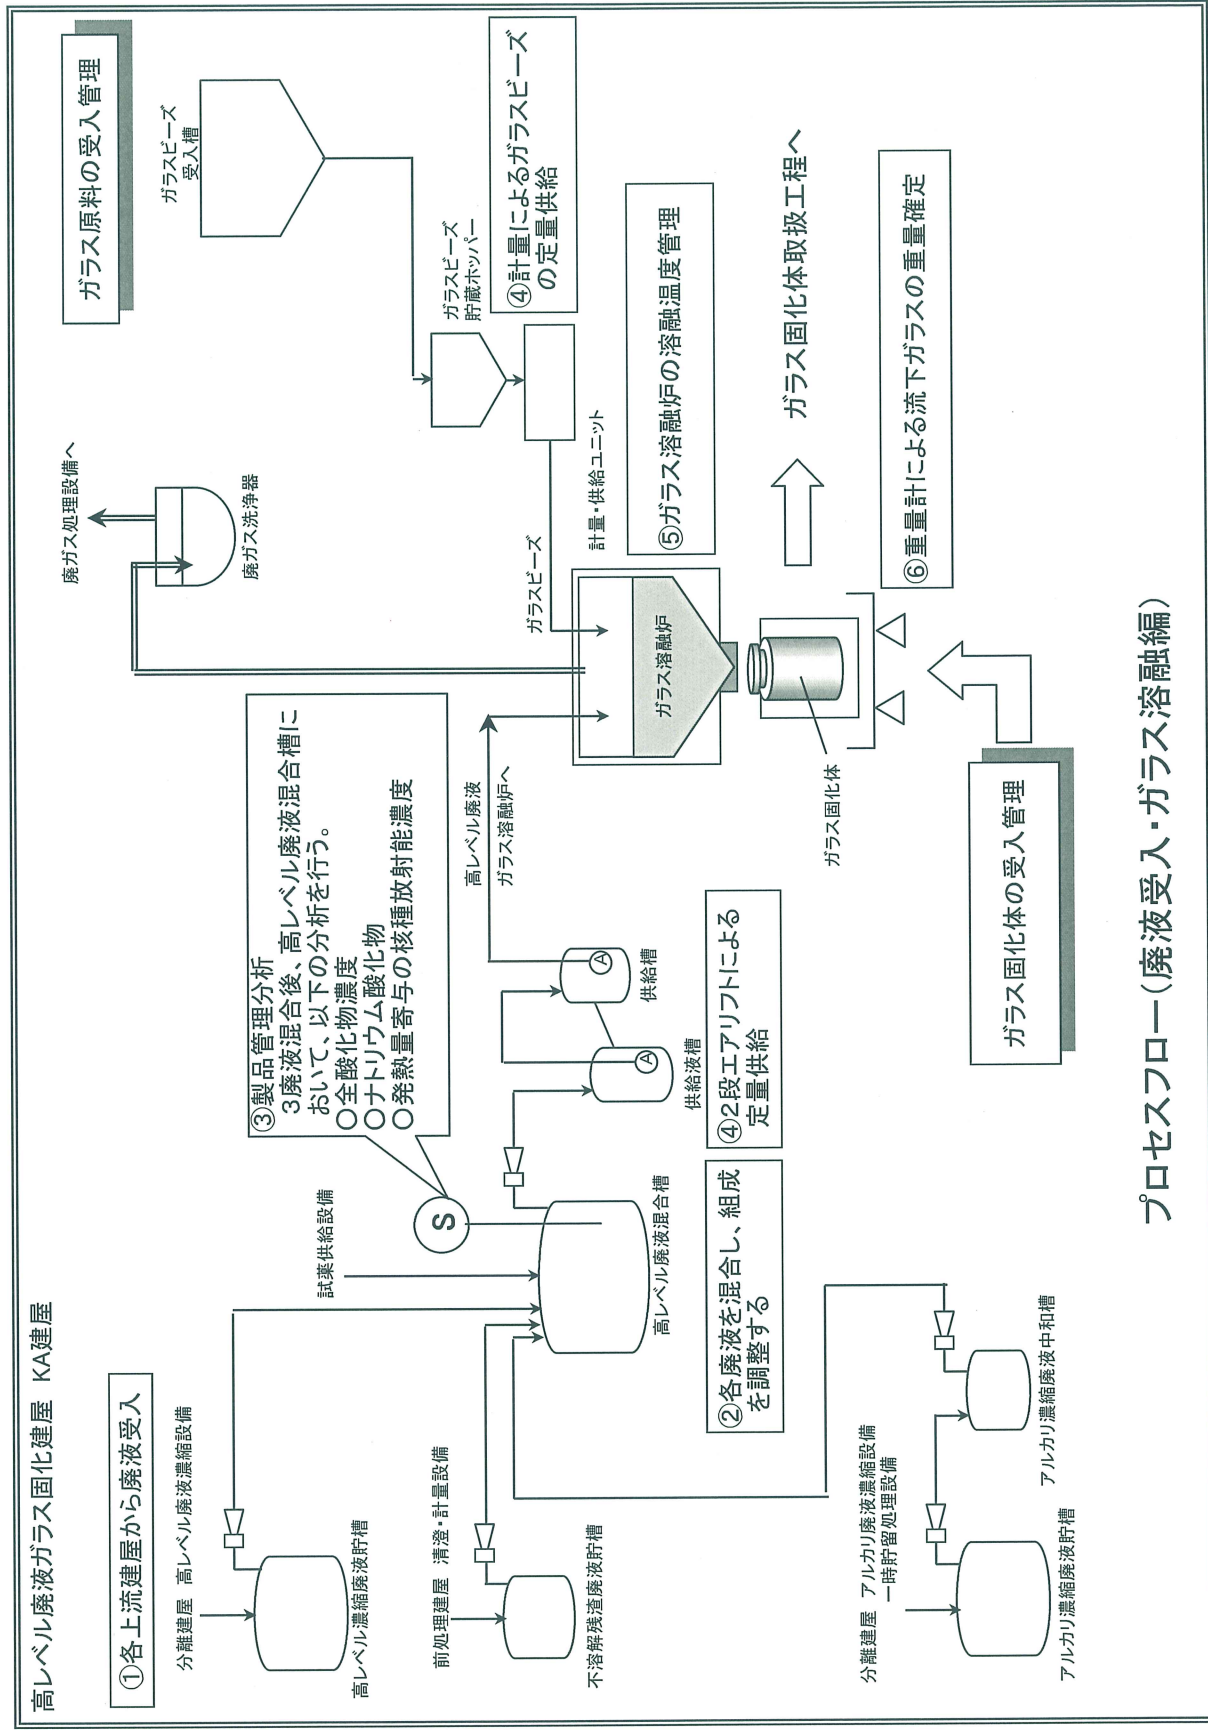 高レベル廃液ガラス固化建屋 KA建屋
①各上流建屋から廃液受入
分離建屋 高レベル廃液濃縮設備
高レベル濃縮廃液貯槽
前処理建屋 清澄・計量設備
不溶解残渣廃液貯槽
分離建屋 アルカリ廃液濃縮設備
一時貯留処理設備
アルカリ濃縮廃液貯槽
アルカリ濃縮廃液中和槽
試薬供給設備
S
高レベル廃液混合槽
②各廃液を混合し、組成
を調整する
③製品管理分析
3廃液混合後、高レベル廃液混合槽に
おいて、以下の分析を行う。
○全酸化物濃度
○ナトリウム酸化物
○発熱量寄与の核種放射能濃度
A
供給液槽
A
供給槽
④2段エアリフトによる
定量供給
高レベル廃液
ガラス溶融炉へ
廃ガス処理設備へ
廃ガス洗浄器
ガラス原料の受入管理
ガラスビーズ
受入槽
ガラスビーズ
貯蔵ホッパー
④計量によるガラスビーズ
の定量供給
計量・供給ユニット
ガラスビーズ
ガラス溶融炉
⑤ガラス溶融炉の溶融温度管理
ガラス固化体取扱工程へ
ガラス固化体
⑥重量計による流下ガラスの重量確定
ガラス固化体の受入管理
プロセスフロー(廃液受入・ガラス溶融編)